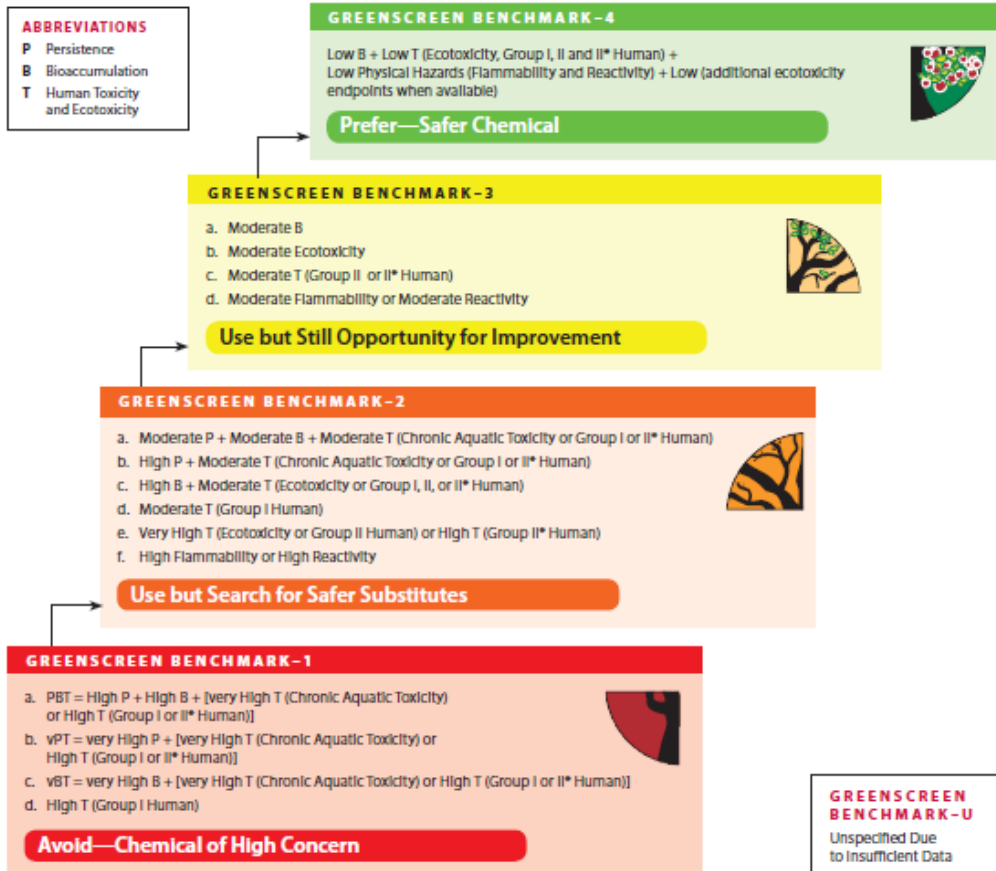 ABBREVIATIONS
P Persistence
B Bioaccumulation
T Human Toxicity
and Ecotoxicity
GREENSCREEN BENCHMARK–4
Low B + Low T (Ecotoxicity, Group I, II and II* Human) +
Low Physical Hazards (Flammability and Reactivity) + Low (additional ecotoxicity
endpoints when available)
Prefer—Safer Chemical
GREENSCREEN BENCHMARK–3
a. Moderate B
b. Moderate Ecotoxicity
c. Moderate T (Group II or II* Human)
d. Moderate Flammability or Moderate Reactivity
Use but Still Opportunity for Improvement
GREENSCREEN BENCHMARK–2
a. Moderate P + Moderate B + Moderate T (Chronic Aquatic Toxicity or Group I or II* Human)
b. High P + Moderate T (Chronic Aquatic Toxicity or Group I or II* Human)
c. High B + Moderate T (Ecotoxicity or Group I, II, or II* Human)
d. Moderate T (Group I Human)
e. Very High T (Ecotoxicity or Group II Human) or High T (Group II* Human)
f. High Flammability or High Reactivity
Use but Search for Safer Substitutes
GREENSCREEN BENCHMARK–1
a. PBT = High P + High B + [very High T (Chronic Aquatic Toxicity)
or High T (Group I or II* Human)]
b. vPT = very High P + [very High T (Chronic Aquatic Toxicity) or
High T (Group I or II* Human)]
c. vBT = very High B + [very High T (Chronic Aquatic Toxicity) or High T (Group I or II* Human)]
d. High T (Group I Human)
Avoid—Chemical of High Concern
GREENSCREEN
BENCHMARK–U
Unspecified Due
to Insufficient Data